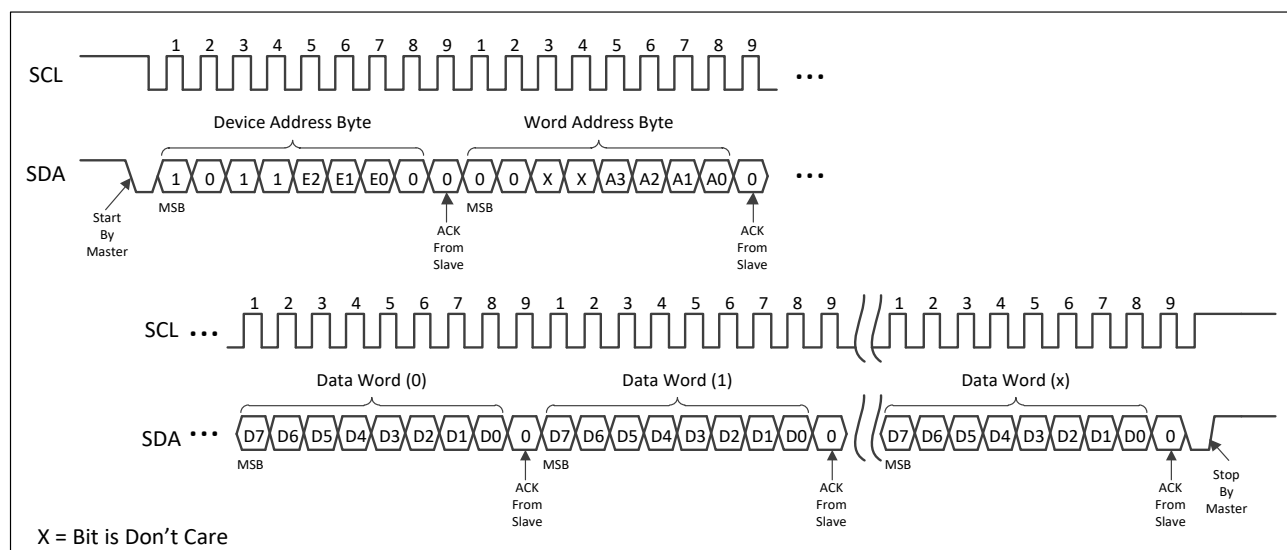 1 2 3 4 5 6 7 8 9 1 2 3 4 5 6 7 8 9
SCL
Device Address Byte Word Address Byte
SDA 1 0 1 1 E2 E1 E0 0 0 0 0 X X A3 A2 A1 A0 0
MSB MSB
Start
By
Master
ACK
From
Slave
ACK
From
Slave
1 2 3 4 5 6 7 8 9 1 2 3 4 5 6 7 8 9 1 2 3 4 5 6 7 8 9
SCL
Data Word (0) Data Word (1) Data Word (x)
SDA D7 D6 D5 D4 D3 D2 D1 D0 0 D7 D6 D5 D4 D3 D2 D1 D0 0 D7 D6 D5 D4 D3 D2 D1 D0 0
MSB MSB MSB
ACK
From
Slave
ACK
From
Slave
ACK
From
Slave
Stop
By
Master
X = Bit is Don’t Care